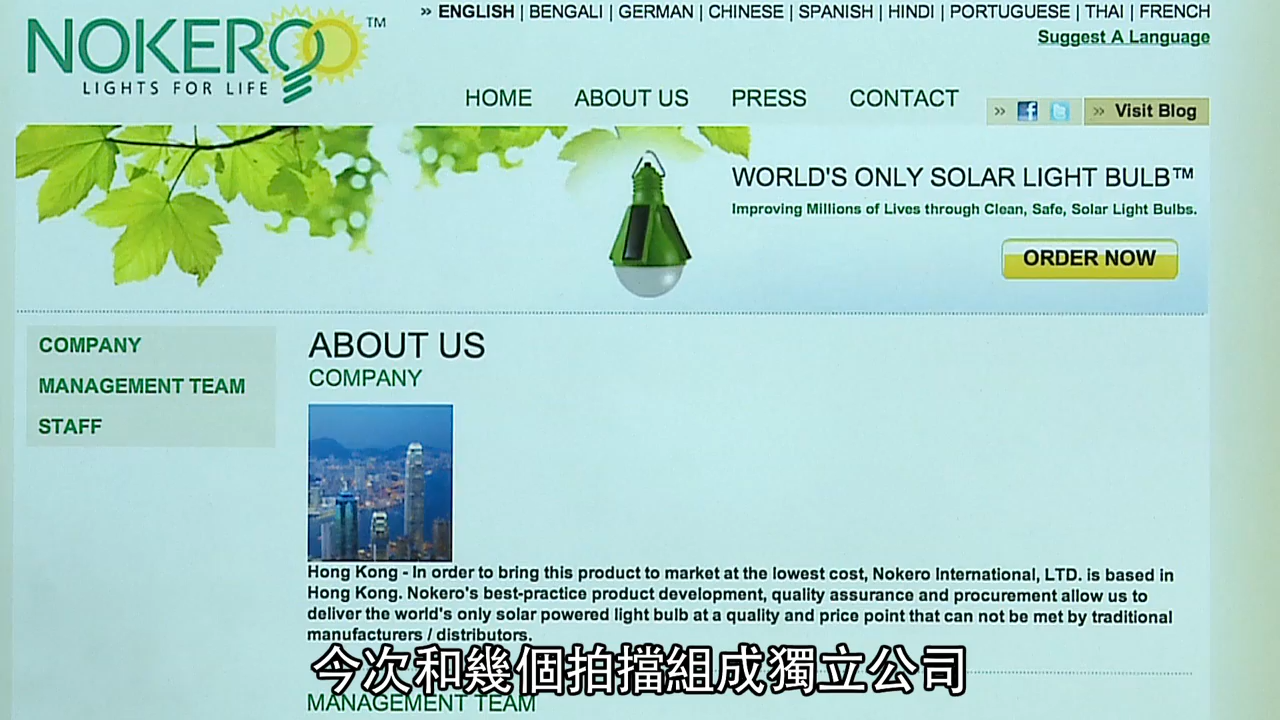 NOKERO™
LIGHTS FOR LIFE
» ENGLISH | BENGALI | GERMAN | CHINESE | SPANISH | HINDI | PORTUGUESE | THAI | FRENCH
Suggest A Language
HOME ABOUT US PRESS CONTACT
» f » Visit Blog
WORLD'S ONLY SOLAR LIGHT BULB™
Improving Millions of Lives through Clean, Safe, Solar Light Bulbs.
ORDER NOW
COMPANY
MANAGEMENT TEAM
STAFF
ABOUT US
COMPANY
Hong Kong - In order to bring this product to market at the lowest cost, Nokero International, LTD. is based in
Hong Kong. Nokero's best-practice product development, quality assurance and procurement allow us to
deliver the world's only solar powered light bulb at a quality and price point that can not be met by traditional
manufacturers / distributors.
今次和幾個拍擋組成獨立公司
MANAGEMENT TEAM